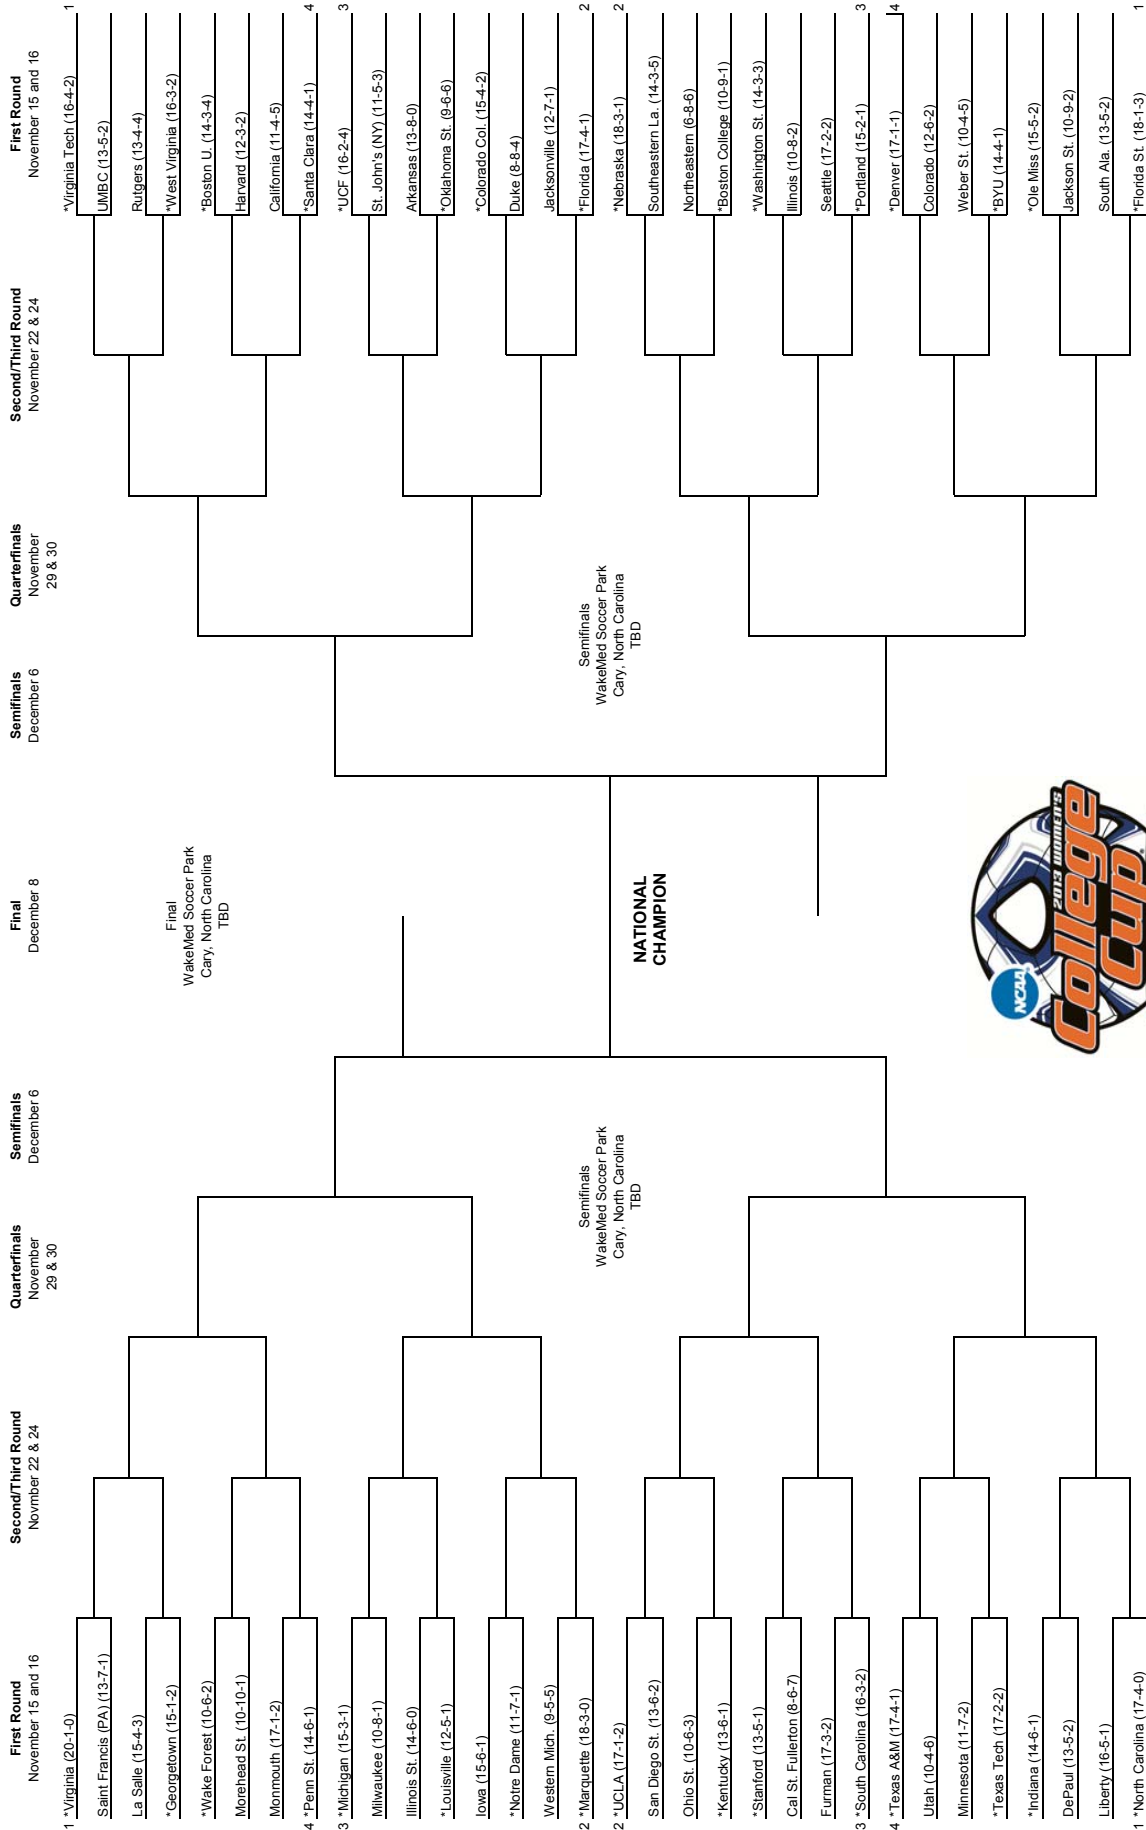 First Round
November 15 and 16
Second/Third Round
Novmber 22 & 24
Quarterfinals
November
29 & 30
Semifinals
December 6
Final
December 8
Semifinals
December 6
Quarterfinals
November
29 & 30
Second/Third Round
November 22 & 24
First Round
November 15 and 16
1 *Virginia (20-1-0)
Saint Francis (PA) (13-7-1)
La Salle (15-4-3)
*Georgetown (15-1-2)
*Wake Forest (10-6-2)
Morehead St. (10-10-1)
Monmouth (17-1-2)
4 *Penn St. (14-6-1)
3 *Michigan (15-3-1)
Milwaukee (10-8-1)
Illinois St. (14-6-0)
*Louisville (12-5-1)
Iowa (15-6-1)
*Notre Dame (11-7-1)
Western Mich. (9-5-5)
2 *Marquette (18-3-0)
2 *UCLA (17-1-2)
San Diego St. (13-6-2)
Ohio St. (10-6-3)
*Kentucky (13-6-1)
*Stanford (13-5-1)
Cal St. Fullerton (8-6-7)
Furman (17-3-2)
3 *South Carolina (16-3-2)
4 *Texas A&M (17-4-1)
Utah (10-4-6)
Minnesota (11-7-2)
*Texas Tech (17-2-2)
*Indiana (14-6-1)
DePaul (13-5-2)
Liberty (16-5-1)
1 *North Carolina (17-4-0)
Semifinals
WakeMed Soccer Park
Cary, North Carolina
TBD
Final
WakeMed Soccer Park
Cary, North Carolina
TBD
NATIONAL
CHAMPION
NCAA
2013 WOMEN'S
College
Cup
Semifinals
WakeMed Soccer Park
Cary, North Carolina
TBD
*Virginia Tech (16-4-2) 1
UMBC (13-5-2)
Rutgers (13-4-4)
*West Virginia (16-3-2)
*Boston U. (14-3-4)
Harvard (12-3-2)
California (11-4-5)
*Santa Clara (14-4-1) 4
*UCF (16-2-4) 3
St. John's (NY) (11-5-3)
Arkansas (13-8-0)
*Oklahoma St. (9-6-6)
*Colorado Col. (15-4-2)
Duke (8-8-4)
Jacksonville (12-7-1)
*Florida (17-4-1) 2
*Nebraska (18-3-1) 2
Southeastern La. (14-3-5)
Northeastern (6-8-6)
*Boston College (10-9-1)
*Washington St. (14-3-3)
Illinois (10-8-2)
Seattle (17-2-2)
*Portland (15-2-1) 3
*Denver (17-1-1) 4
Colorado (12-6-2)
Weber St. (10-4-5)
*BYU (14-4-1)
*Ole Miss (15-5-2)
Jackson St. (10-9-2)
South Ala. (13-5-2)
*Florida St. (18-1-3) 1